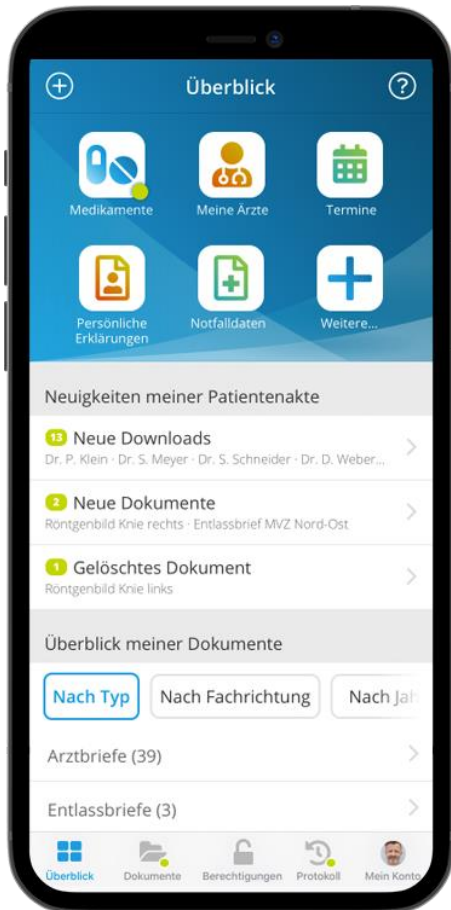 Überblick
Medikamente
Meine Ärzte
Termine
Persönliche
Erklärungen
Notfalldaten
Weitere...
Neuigkeiten meiner Patientenakte
13 Neue Downloads
Dr. P. Klein · Dr. S. Meyer · Dr. S. Schneider · Dr. D. Weber...
2 Neue Dokumente
Röntgenbild Knie rechts · Entlassbrief MVZ Nord-Ost
1 Gelöschtes Dokument
Röntgenbild Knie links
Überblick meiner Dokumente
Nach Typ
Nach Fachrichtung
Nach Jah
Arztbriefe (39)
Entlassbriefe (3)
Überblick
Dokumente
Berechtigungen
Protokoll
Mein Konto